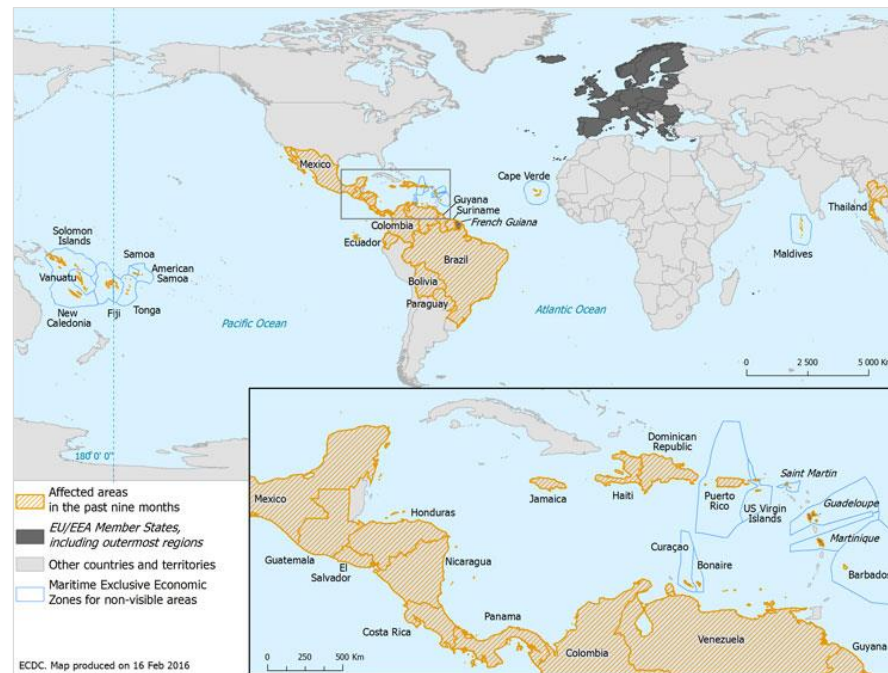 Mexico
Cape Verde
Guyana
Suriname
French Guiana
Colombia
Ecuador
Brazil
Bolivia
Paraguay
Thailand
Maldives
Solomon
Islands
Samoa
American
Samoa
Vanuatu
New
Caledonia
Fiji
Tonga
Pacific Ocean
Atlantic Ocean
0 2 500 5 000 Km
180° 0' 0"
Affected areas
in the past nine months
EU/EEA Member States,
including outermost regions
Other countries and territories
Maritime Exclusive Economic
Zones for non-visible areas
ECDC. Map produced on 16 Feb 2016
Dominican
Republic
Saint Martin
Mexico
Jamaica
Haiti
Puerto
Rico
US Virgin
Islands
Guadeloupe
Honduras
Martinique
Curaçao
Bonaire
Barbados
Guatemala
El
Salvador
Nicaragua
Costa Rica
Panama
Colombia
Venezuela
Guyana
0 250 500 Km